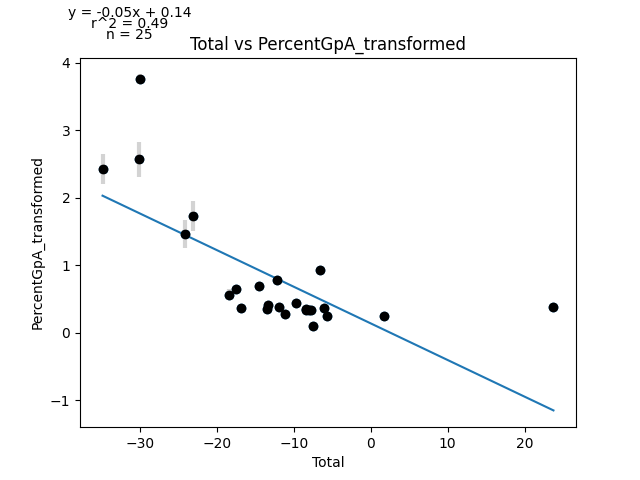 y = -0.05x + 0.14
r^2 = 0.49
n = 25
Total vs PercentGpA_transformed
PercentGpA_transformed
4
3
2
1
0
−1
−30
−20
−10
0
10
20
Total